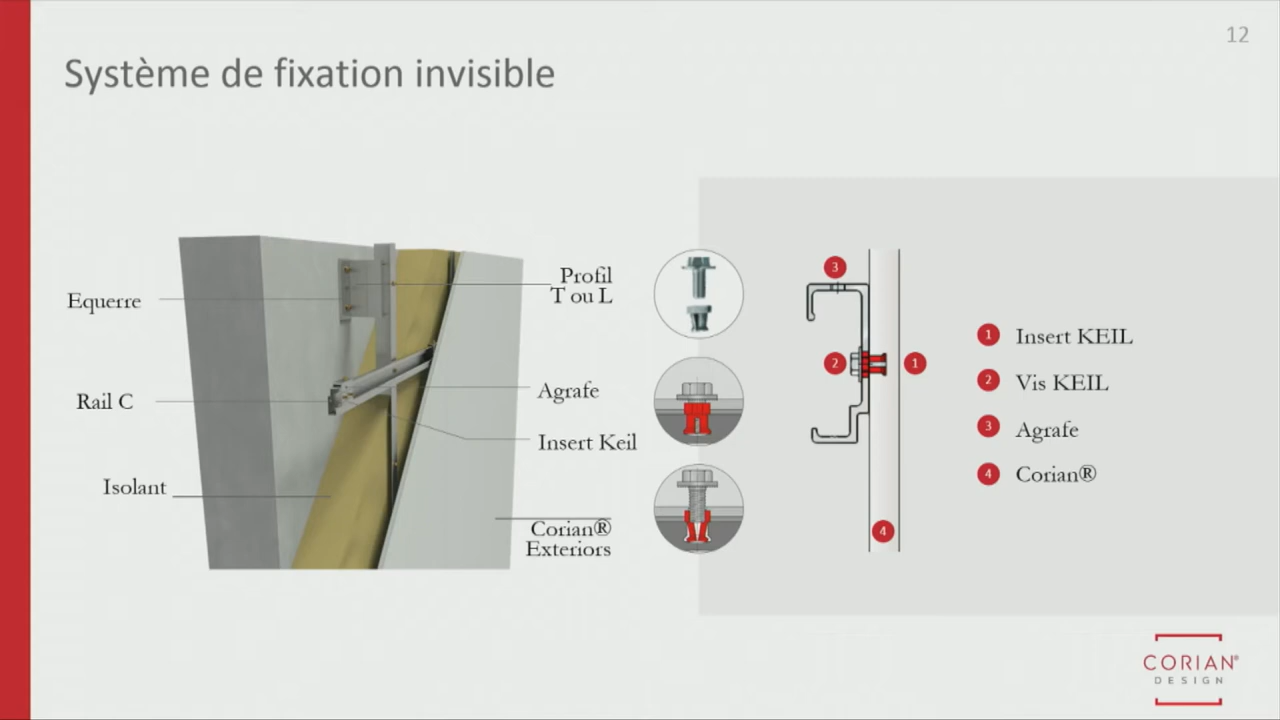 12
Système de fixation invisible
Equerre
Rail C
Isolant
Profil
T ou L
Agrafe
Insert Keil
Corian®
Exteriors
3
2
1
4
1 Insert KEIL
2 Vis KEIL
3 Agrafe
4 Corian®
CORIAN®
DESIGN